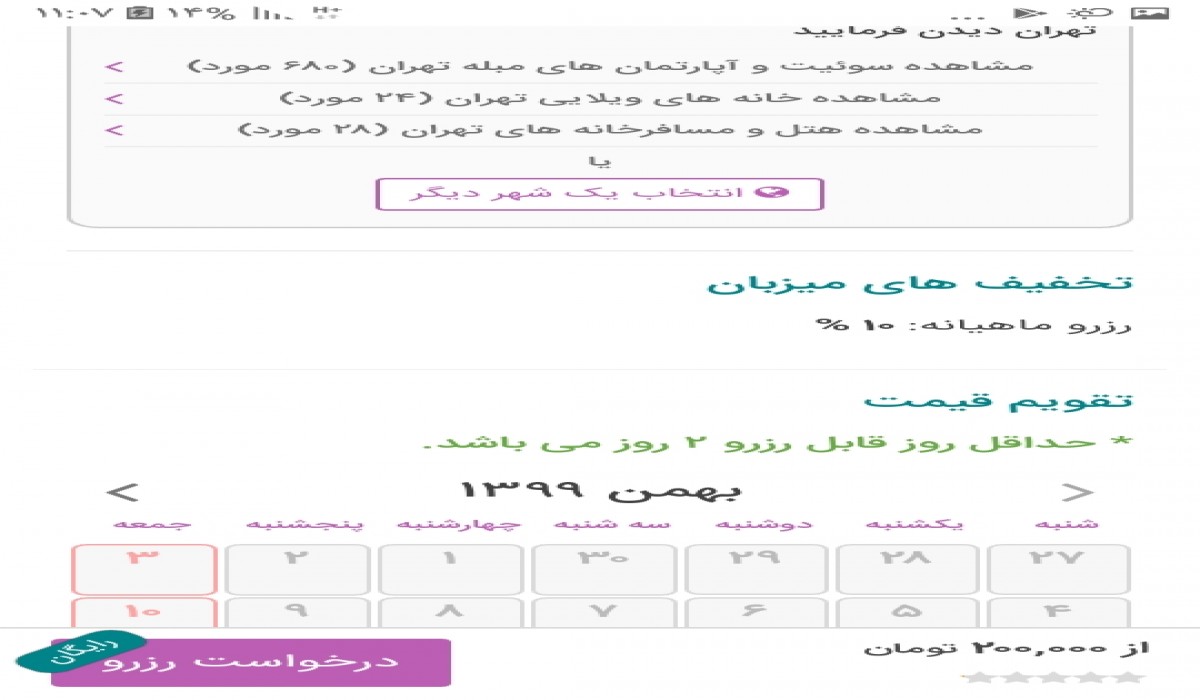 ۱۱:۰۷ ۱۴% H+
تهران دیدن فرمایید
مشاهده سوئیت و آپارتمان های مبله تهران (۶۸۰ مورد)
مشاهده خانه های ویلایی تهران (۲۴ مورد)
مشاهده هتل و مسافرخانه های تهران (۲۸ مورد)
یا
انتخاب یک شهر دیگر
تخفیف های میزبان
رزرو ماهیانه: ۱۰ %
تقویم قیمت
* حداقل روز قابل رزرو ۲ روز می باشد.
بهمن ۱۳۹۹
شنبه یکشنبه دوشنبه سه شنبه چهارشنبه پنجشنبه جمعه
۲۷ ۲۸ ۲۹ ۳۰ ۱ ۲ ۳
۴ ۵ ۶ ۷ ۸ ۹ ۱۰
از ۲۰۰,۰۰۰ تومان
درخواست رزرو
رایگان